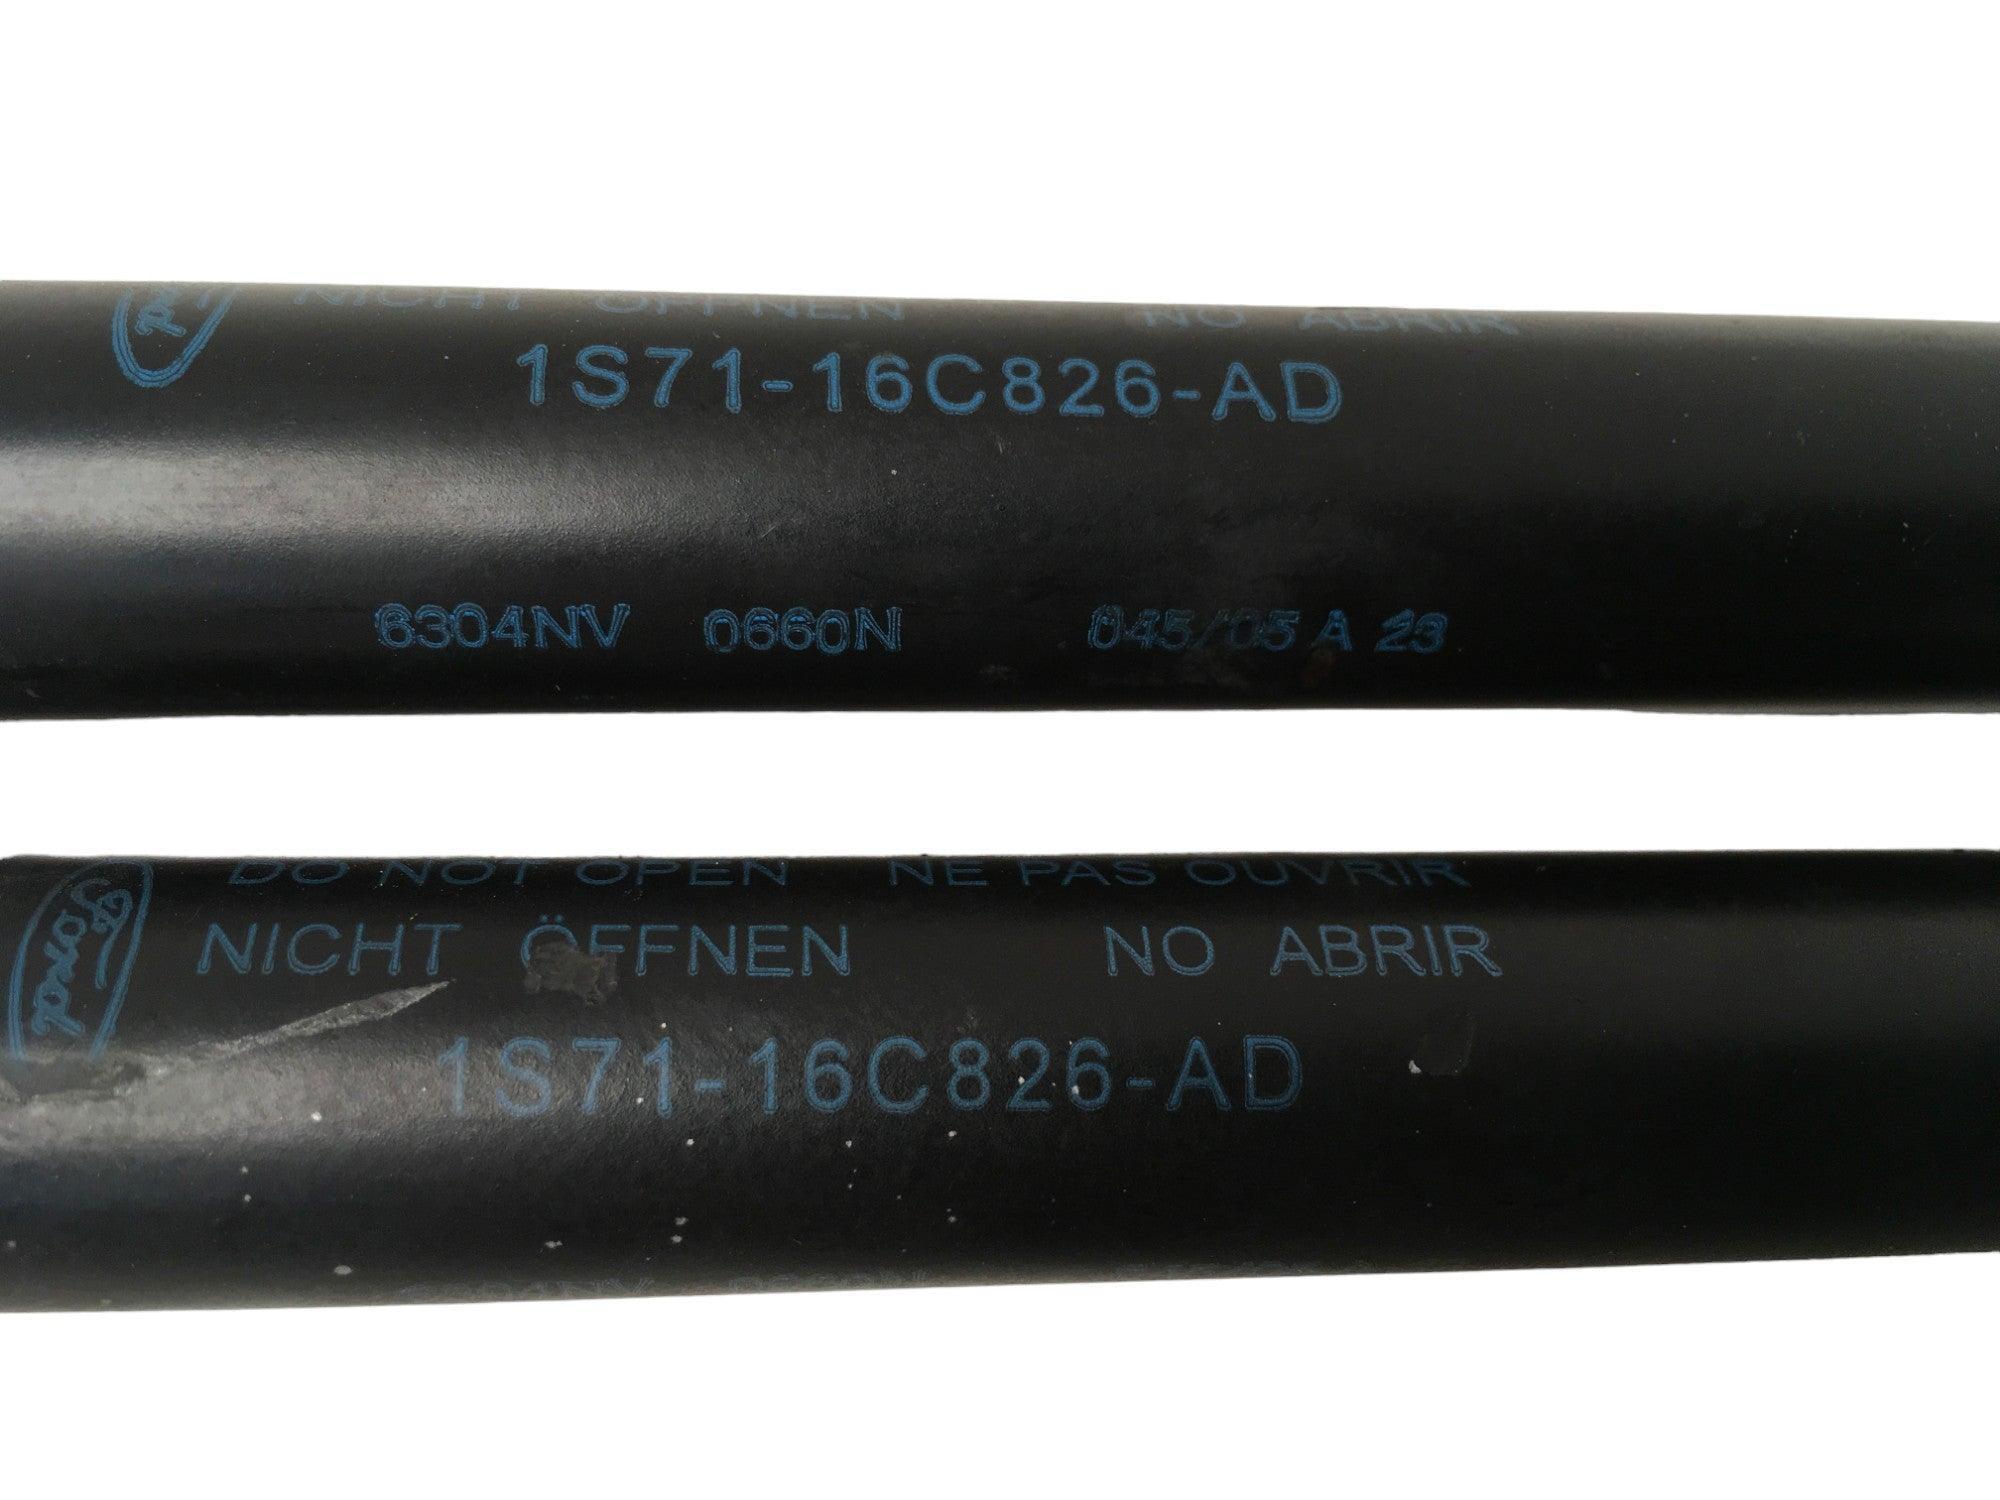 NICHT ÖFFNEN NO ABRIR
1S71-16C826-AD
6304NV 0660N 045/05 A 23
DO NOT OPEN NE PAS OUVRIR
Ford NICHT ÖFFNEN NO ABRIR
1S71-16C826-AD